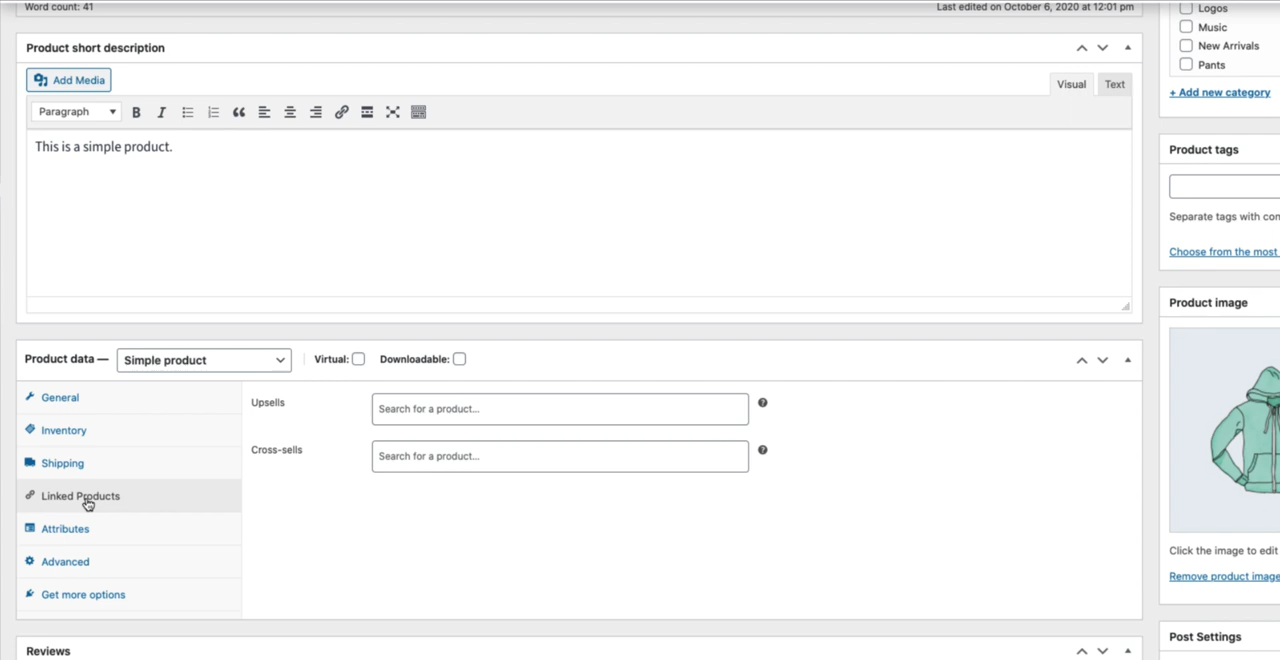 Word count: 41
Last edited on October 6, 2020 at 12:01 pm
Product short description
Add Media
Visual
Text
Paragraph
B
I
This is a simple product.
Product data —
Simple product
Virtual:
Downloadable:
General
Inventory
Shipping
Linked Products
Attributes
Advanced
Get more options
Upsells
Search for a product...
Cross-sells
Search for a product...
Reviews
Logos
Music
New Arrivals
Pants
+ Add new category
Product tags
Separate tags with con
Choose from the most
Product image
Click the image to edit
Remove product image
Post Settings